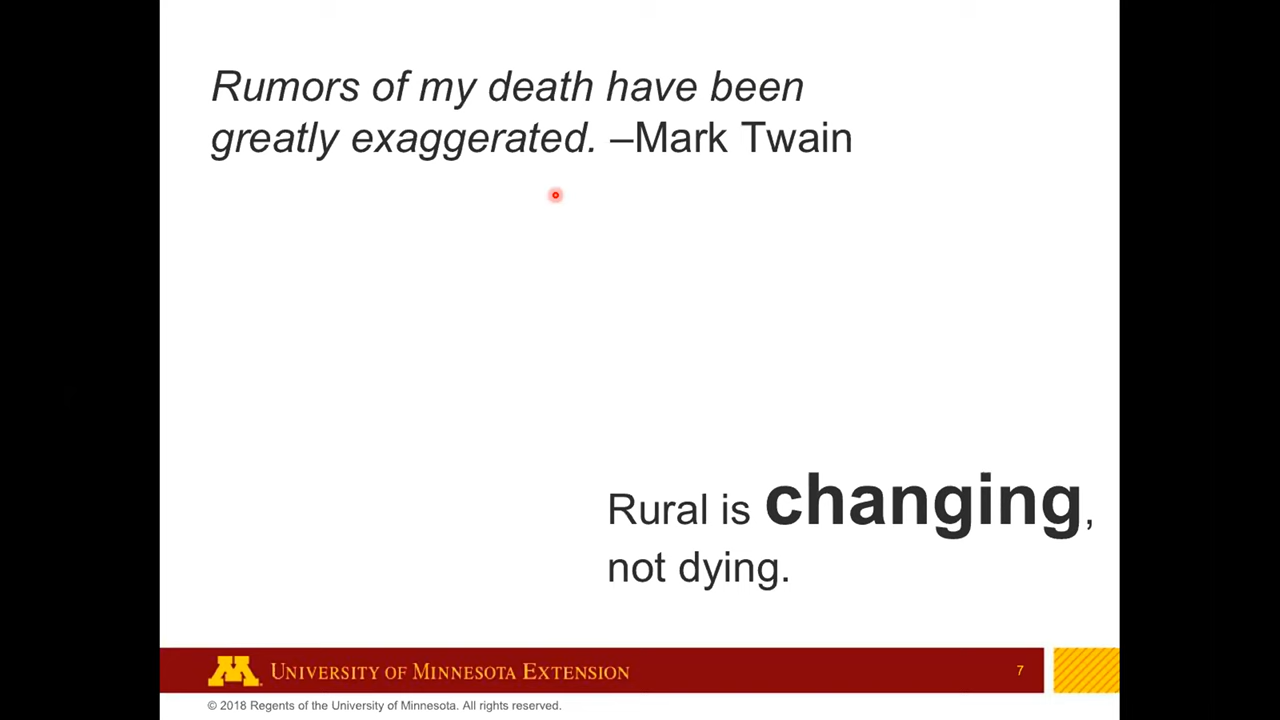 Rumors of my death have been
greatly exaggerated. –Mark Twain
Rural is changing,
not dying.
M
UNIVERSITY OF MINNESOTA EXTENSION
7
© 2018 Regents of the University of Minnesota. All rights reserved.